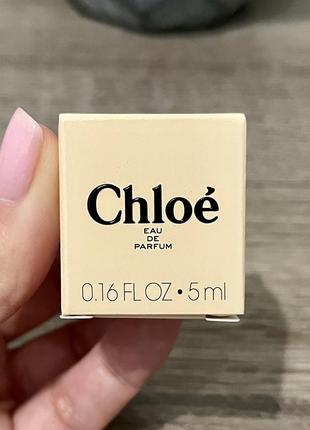 Chloé
EAU
DE
PARFUM
0.16 FL OZ • 5 ml